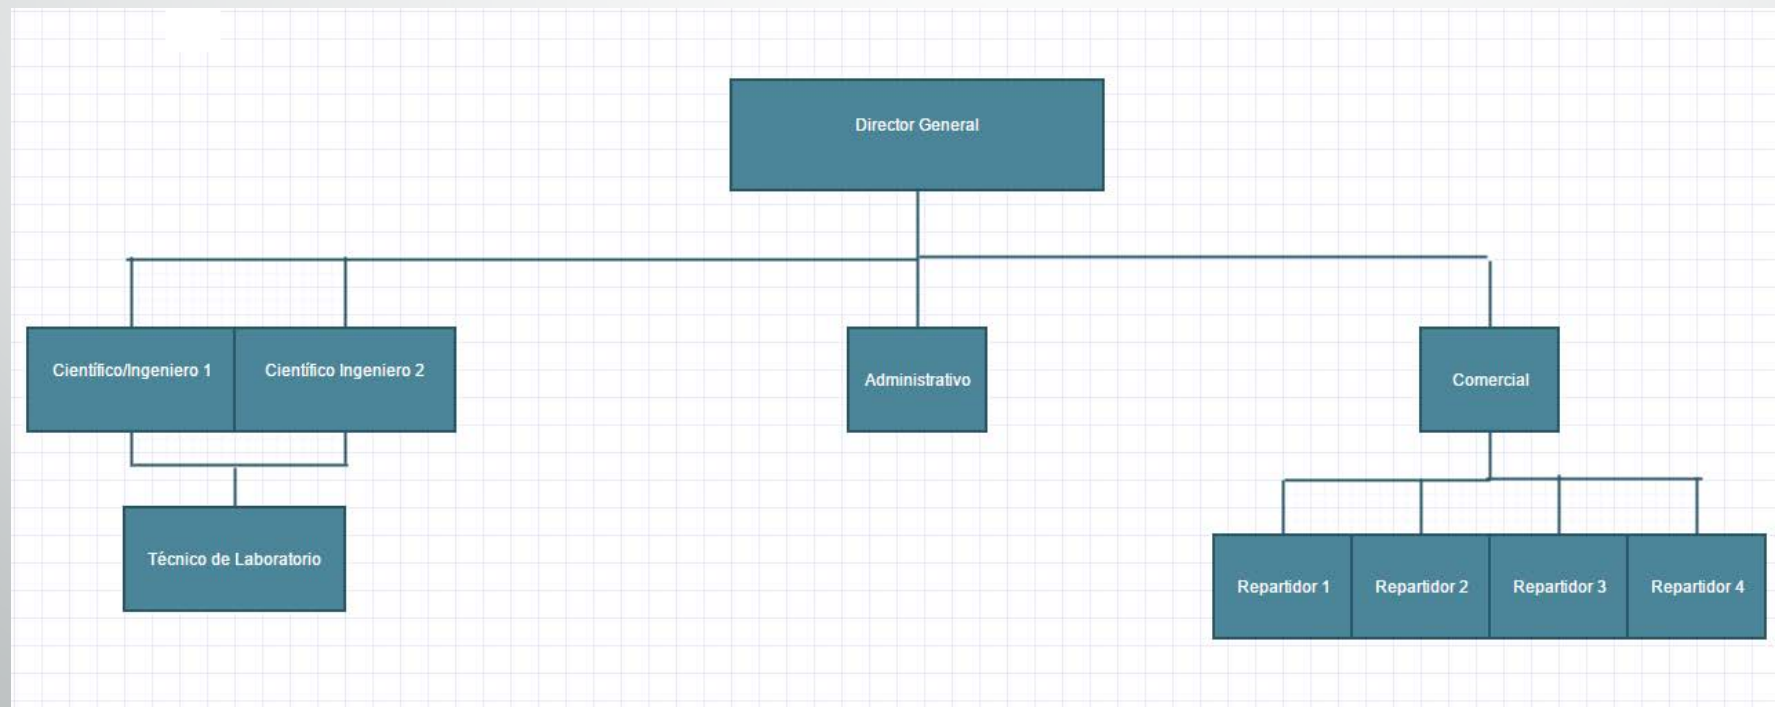 Director General
Científico/Ingeniero 1
Científico Ingeniero 2
Administrativo
Comercial
Técnico de Laboratorio
Repartidor 1
Repartidor 2
Repartidor 3
Repartidor 4